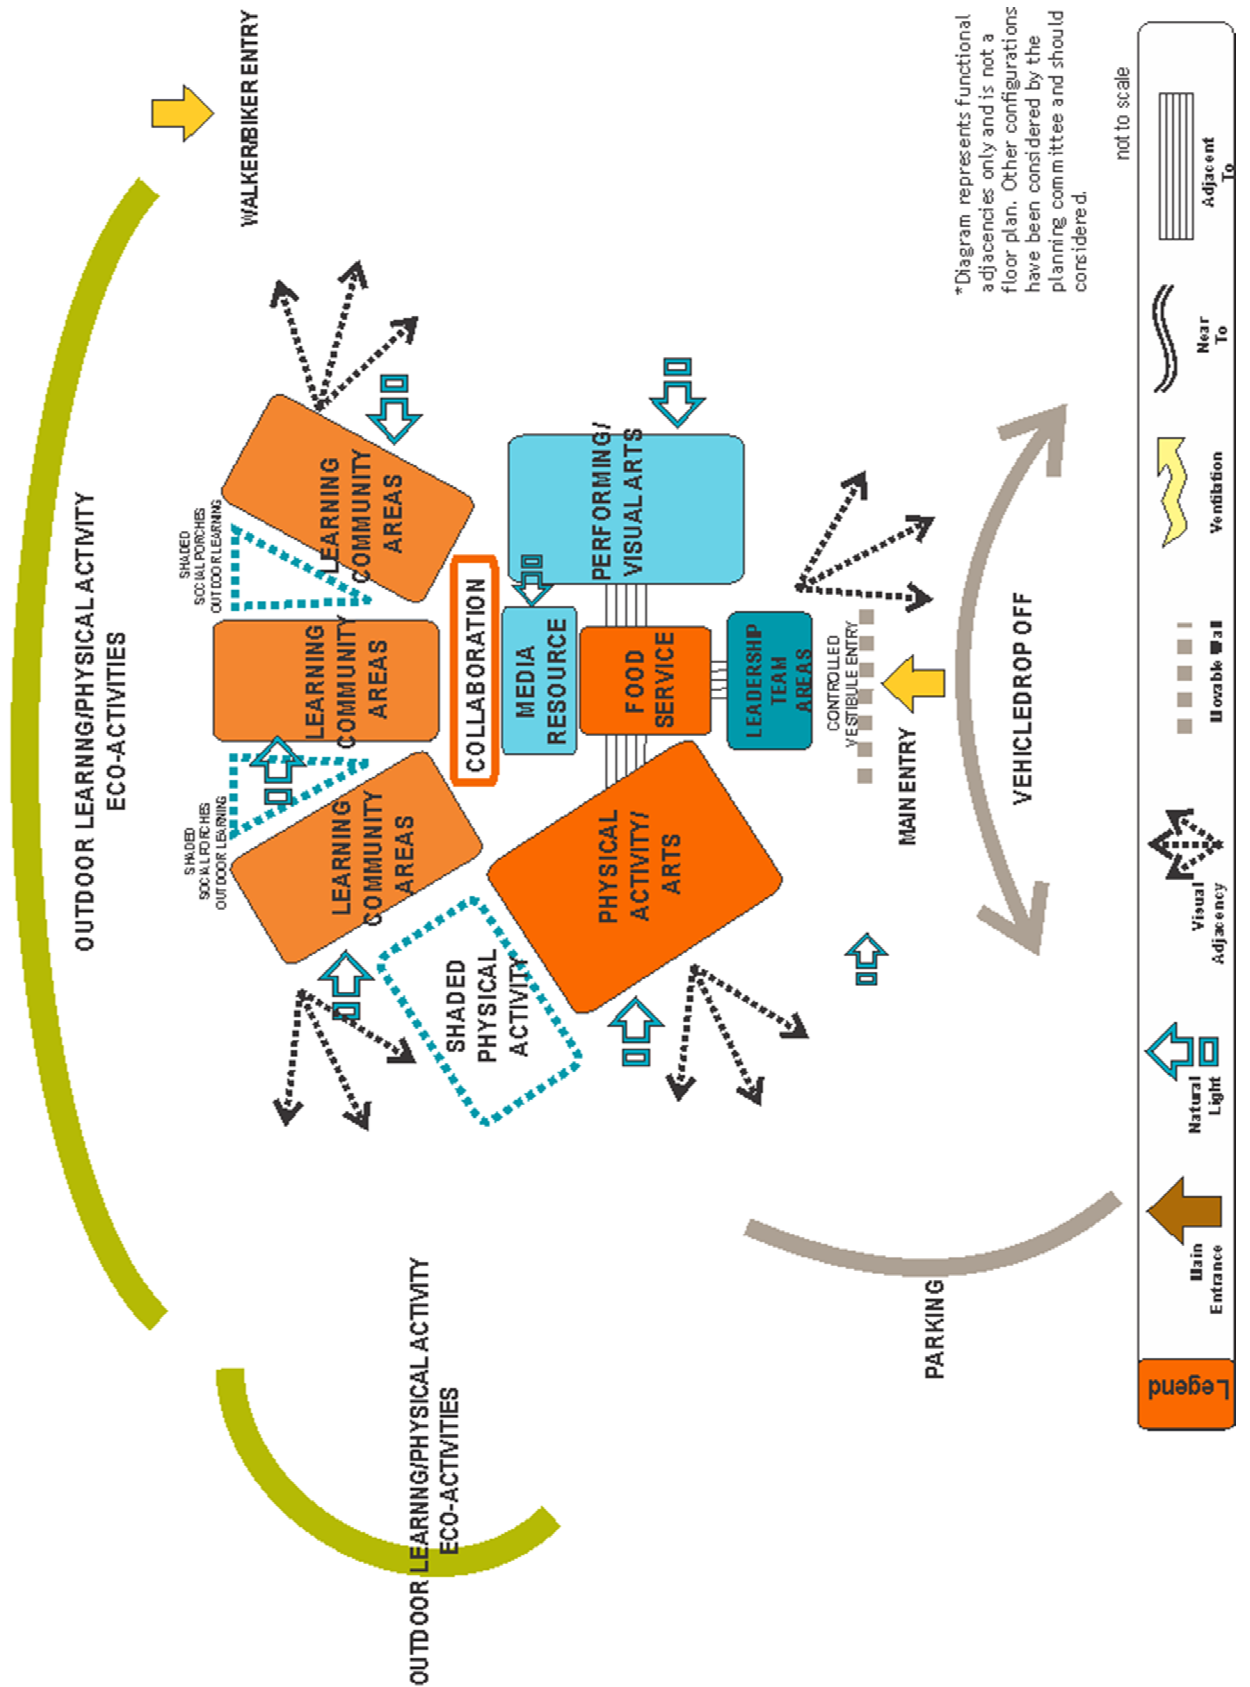 OUTDOOR LEARNNG/PHYSICAL ACTIVITY
ECO-ACTIVITIES
WALKER/BIKER ENTRY
SHADED
SOCIAL PORCHES
OUTDOOR LEARNING
SHADED
SOCIAL PORCHES
OUTDOOR LEARNING
LEARNING
COMMUNITY
AREAS
LEARNING
COMMUNITY
AREAS
LEARNING
COMMUNITY
AREAS
OUTDOOR LEARNNG/PHYSICAL ACTIVITY
ECO-ACTIVITIES
SHADED
PHYSICAL
ACTIVITY
COLLABORATION
MEDIA
RESOURCE
PHYSICAL
ACTIVITY/
ARTS
FOOD
SERVICE
PERFORMING/
VISUAL ARTS
LEADERSHIP
TEAM
AREAS
CONTROLLED
VESTIBULE ENTRY
MAIN ENTRY
PARKING
VEHICLE DROP OFF
*Diagram represents functional
adjacencies only and is not a
floor plan. Other configurations
have been considered by the
planning committee and should
considered.
not to scale
Legend
Main
Entrance
Natural
Light
Visual
Adjacency
Movable Wall
Ventilation
Near
To
Adjacent
To